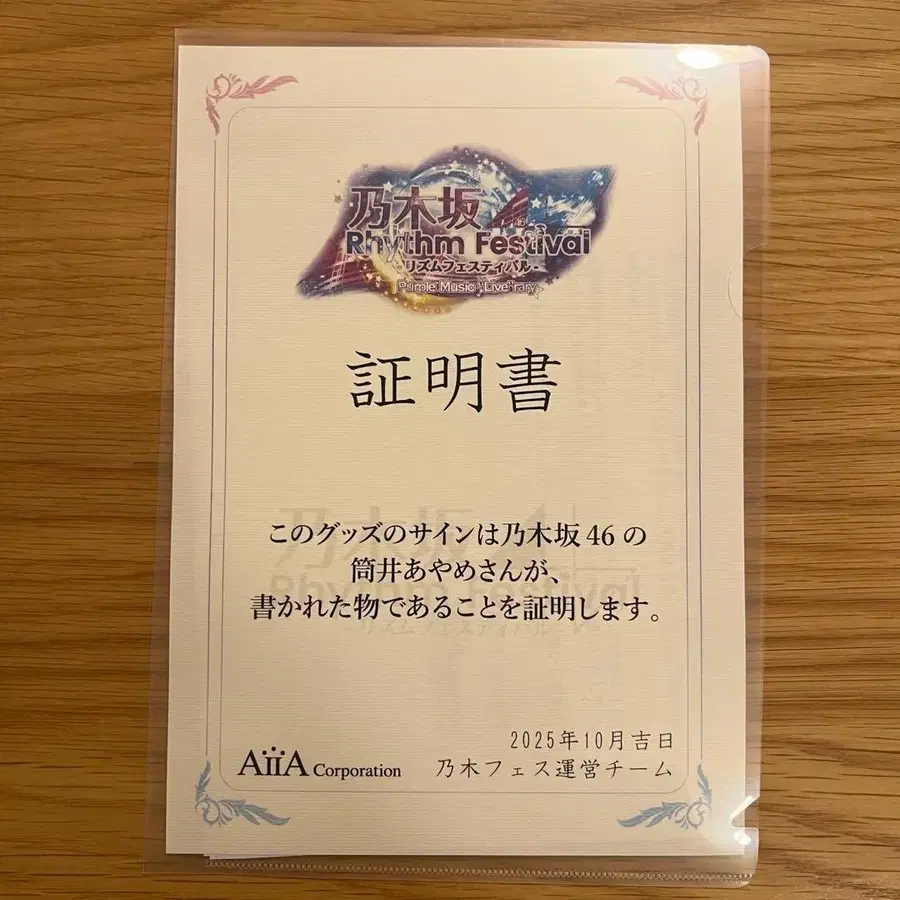 乃木坂46
Rhythm Festival
-リズムフェスティバル-
Purple Music "Live"rary
証明書
このグッズのサインは乃木坂46の
筒井あやめさんが、
書かれた物であることを証明します。
2025年10月吉日
AiiA Corporation
乃木フェス運営チーム